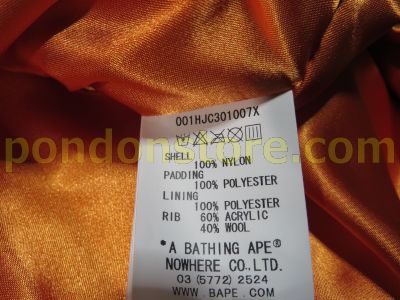 001HJC301007X
pondonstore.com
SHELL
100% NYLON
PADDING
100% POLYESTER
LINING
100% POLYESTER
RIB 60% ACRYLIC
40% WOOL
*A BATHING APE®
NOWHERE CO., LTD.
03 (5772) 2524
WWW.BAPE.COM